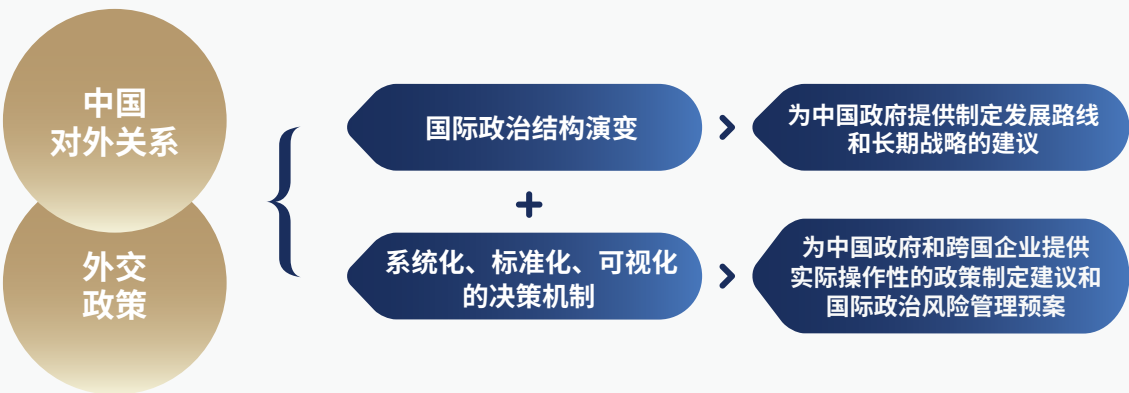 中国
对外关系
外交
政策
国际政治结构演变
为中国政府提供制定发展路线
和长期战略的建议
+
系统化、标准化、可视化
的决策机制
为中国政府和跨国企业提供
实际操作性的政策制定建议和
国际政治风险管理预案